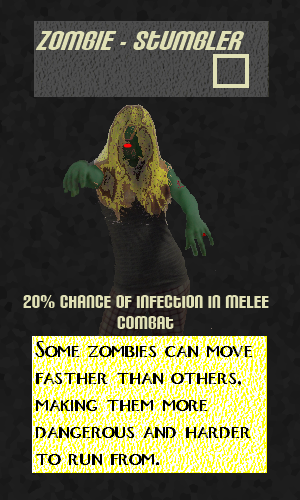 ZOMBIE - STUMBLER
20% CHANCE OF INFECTION IN MELEE
COMBAT
SOME ZOMBIES CAN MOVE
FASTHER THAN OTHERS,
MAKING THEM MORE
DANGEROUS AND HARDER
TO RUN FROM.